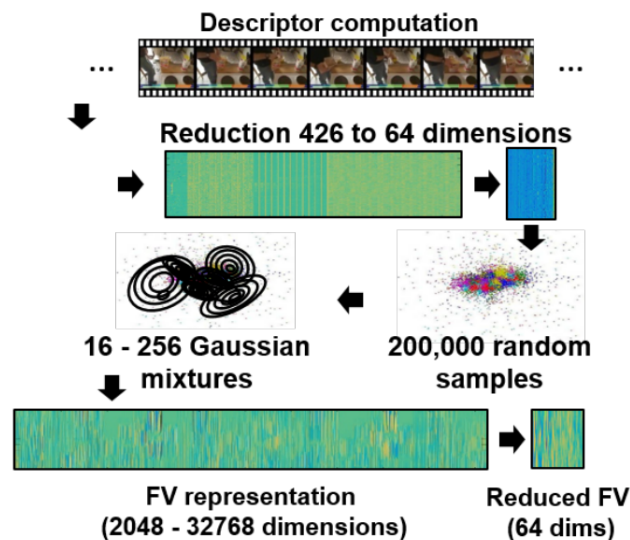 Descriptor computation
... ...
Reduction 426 to 64 dimensions
16 - 256 Gaussian
mixtures
200,000 random
samples
FV representation
(2048 - 32768 dimensions)
Reduced FV
(64 dims)